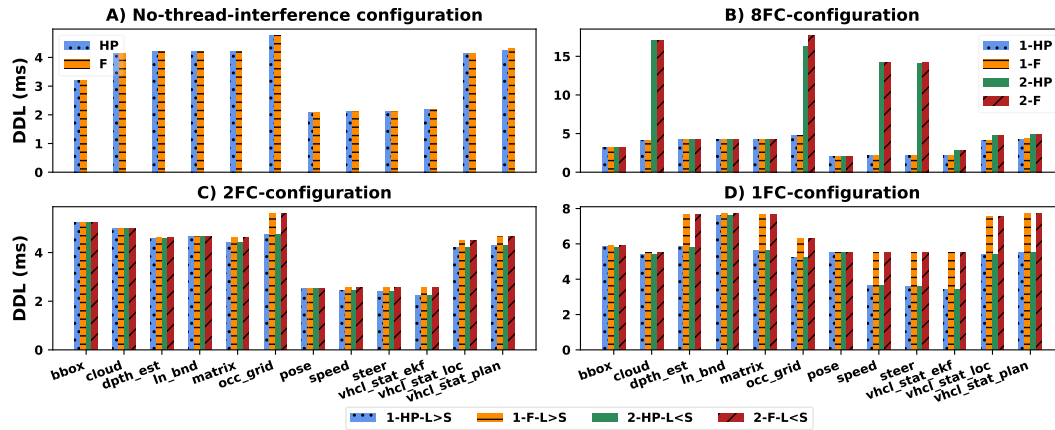 A) No-thread-interference configuration
DDL (ms)
4
3
2
1
0
HP
F
B) 8FC-configuration
15
10
5
0
1-HP
1-F
2-HP
2-F
C) 2FC-configuration
DDL (ms)
4
2
0
bbox
cloud
dpth_est
ln_bnd
matrix
occ_grid
pose
speed
steer
vhcl_stat_ekf
vhcl_stat_loc
vhcl_stat_plan
D) 1FC-configuration
8
6
4
2
0
bbox
cloud
dpth_est
ln_bnd
matrix
occ_grid
pose
speed
steer
vhcl_stat_ekf
vhcl_stat_loc
vhcl_stat_plan
1-HP-L>S 1-F-L>S 2-HP-L<S 2-F-L<S